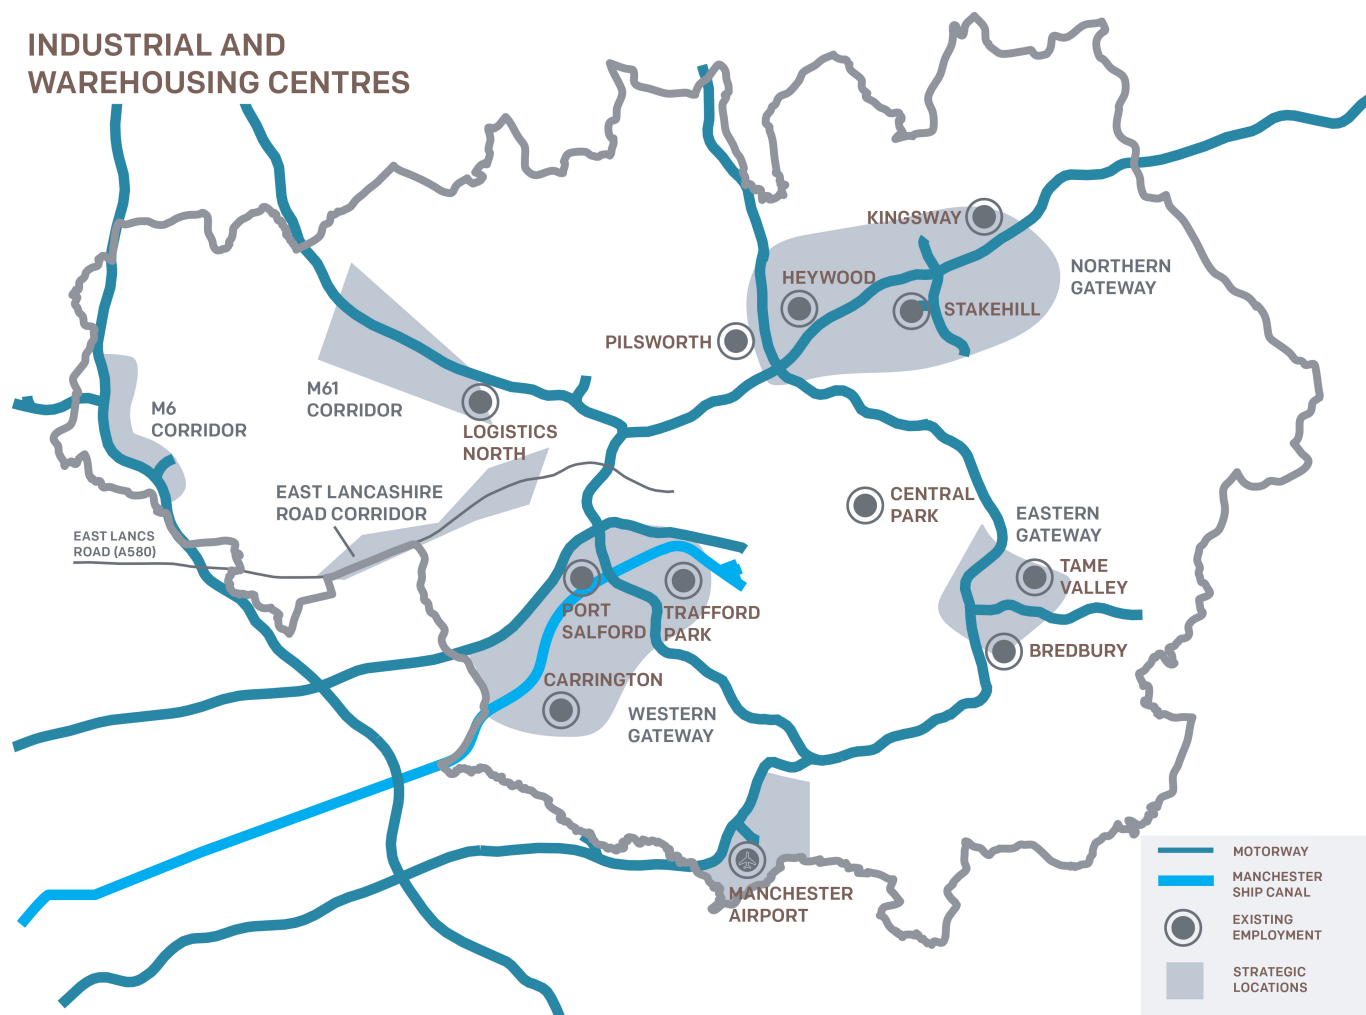 INDUSTRIAL AND
WAREHOUSING CENTRES
KINGSWAY
NORTHERN
GATEWAY
HEYWOOD
STAKEHILL
PILSWORTH
M61
CORRIDOR
M6
CORRIDOR
LOGISTICS
NORTH
EAST LANCASHIRE
ROAD CORRIDOR
CENTRAL
PARK
EASTERN
GATEWAY
EAST LANCS
ROAD (A580)
TAME
VALLEY
PORT
SALFORD
TRAFFORD
PARK
BREDBURY
CARRINGTON
WESTERN
GATEWAY
MANCHESTER
AIRPORT
MOTORWAY
MANCHESTER
SHIP CANAL
EXISTING
EMPLOYMENT
STRATEGIC
LOCATIONS